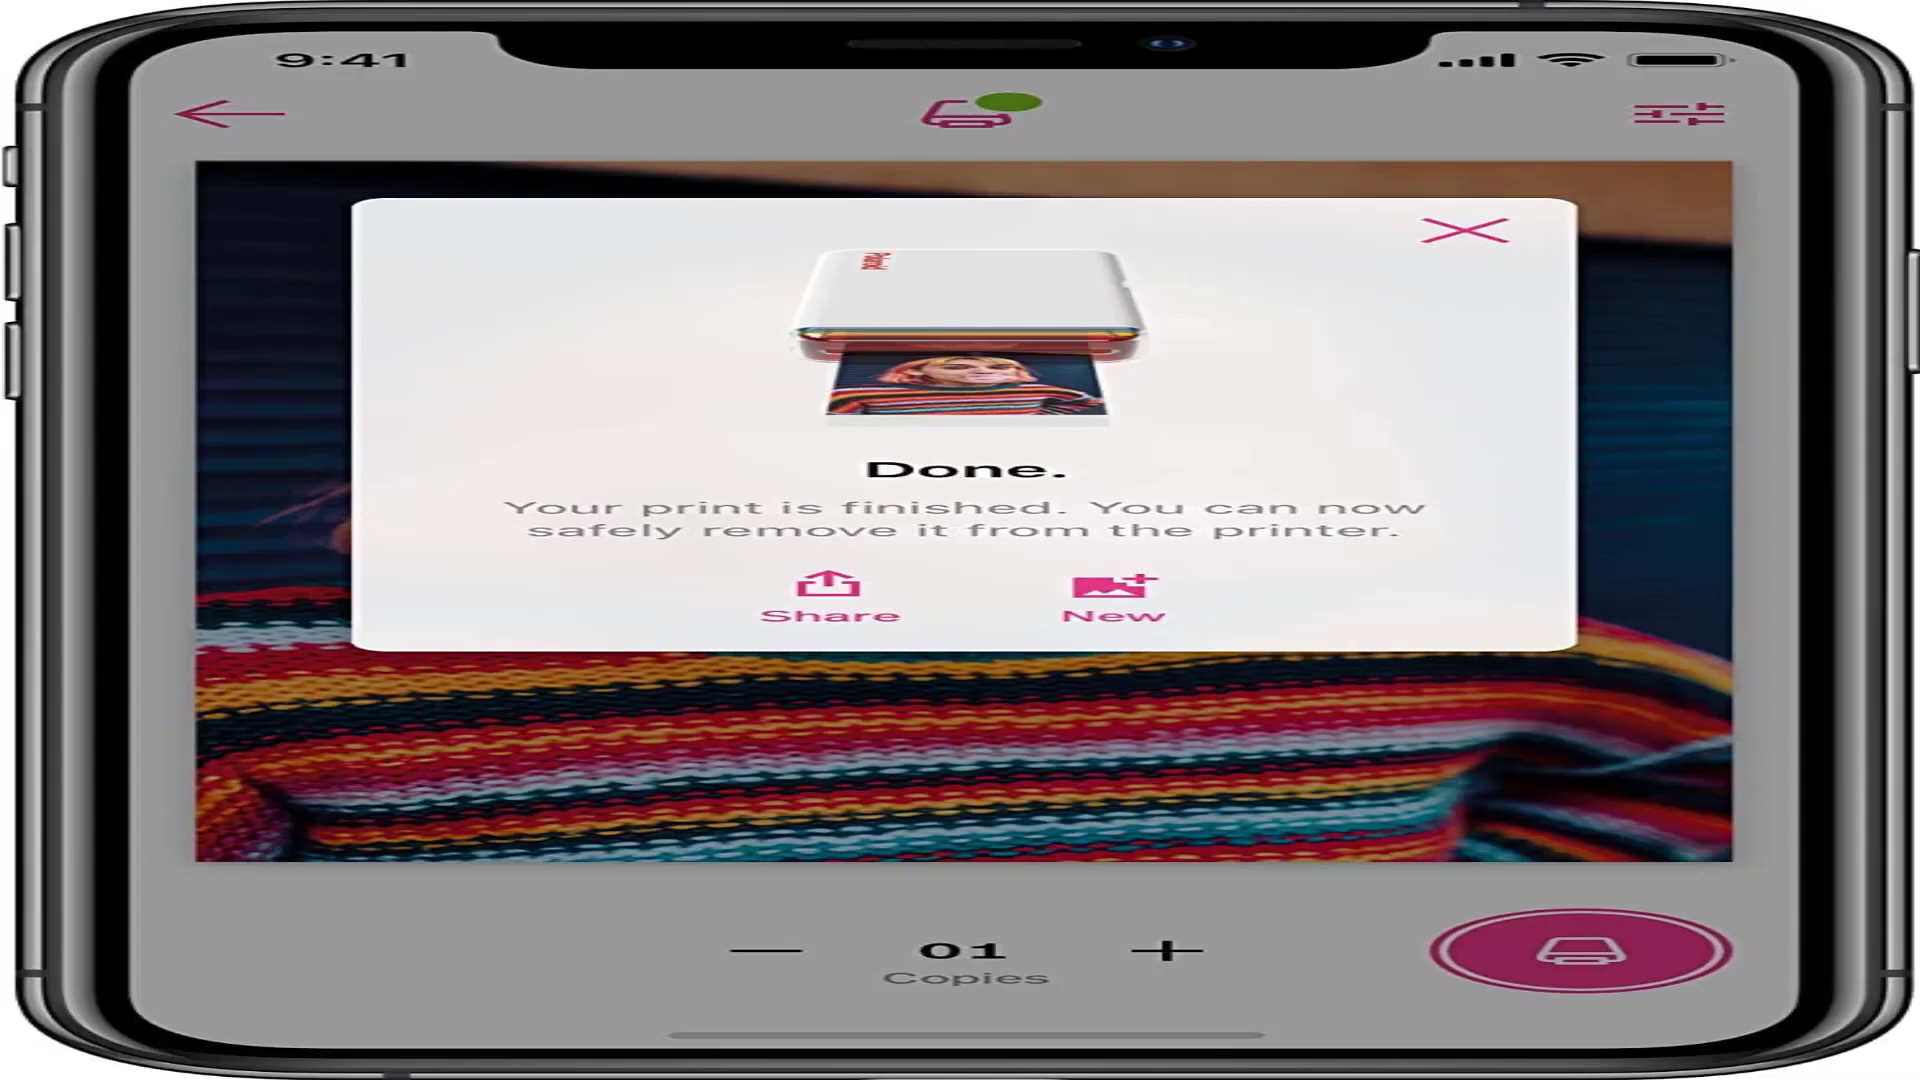 9:41
Polaroid
Done.
Your print is finished. You can now
safely remove it from the printer.
Share
New
01
Copies